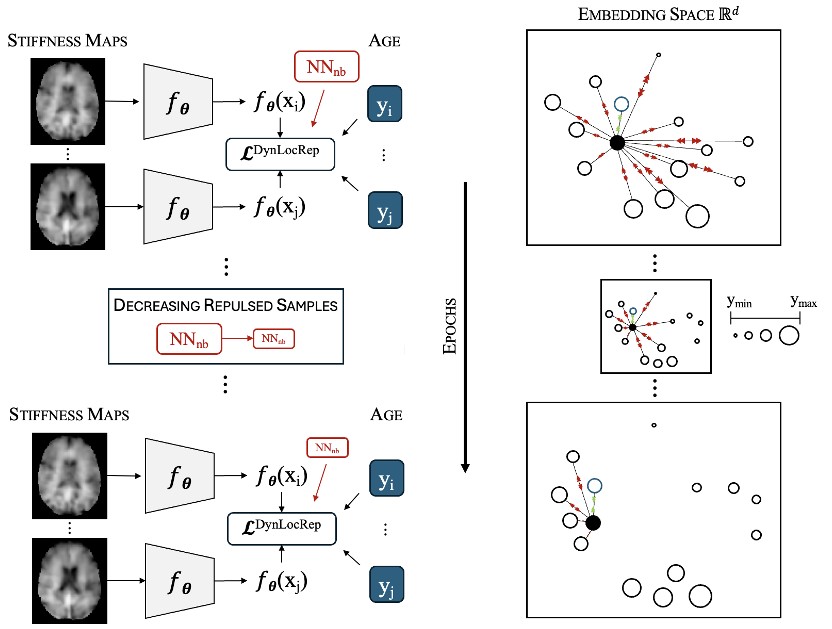 EMBEDDING SPACE ℝᵈ
STIFFNESS MAPS
AGE
NNnb
fθ
fθ(xi)
yi
𝓛DynLocRep
fθ
fθ(xj)
yj
DECREASING REPULSED SAMPLES
NNnb
NNnb
EPOCHS
ymin
ymax
STIFFNESS MAPS
AGE
NNnb
fθ
fθ(xi)
yi
𝓛DynLocRep
fθ
fθ(xj)
yj